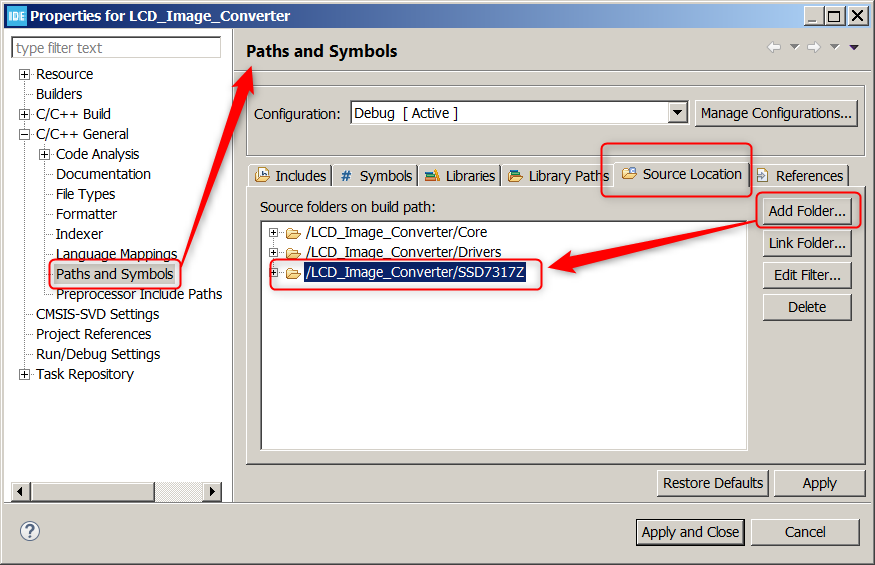 IDE Properties for LCD_Image_Converter
type filter text
Resource
Builders
C/C++ Build
C/C++ General
Code Analysis
Documentation
File Types
Formatter
Indexer
Language Mappings
Paths and Symbols
Preprocessor Include Paths
CMSIS-SVD Settings
Project References
Run/Debug Settings
Task Repository
Paths and Symbols
Configuration: Debug [ Active ] Manage Configurations...
Includes # Symbols Libraries Library Paths Source Location References
Source folders on build path:
/LCD_Image_Converter/Core
/LCD_Image_Converter/Drivers
/LCD_Image_Converter/SSD7317Z
Add Folder...
Link Folder...
Edit Filter...
Delete
Restore Defaults Apply
? Apply and Close Cancel